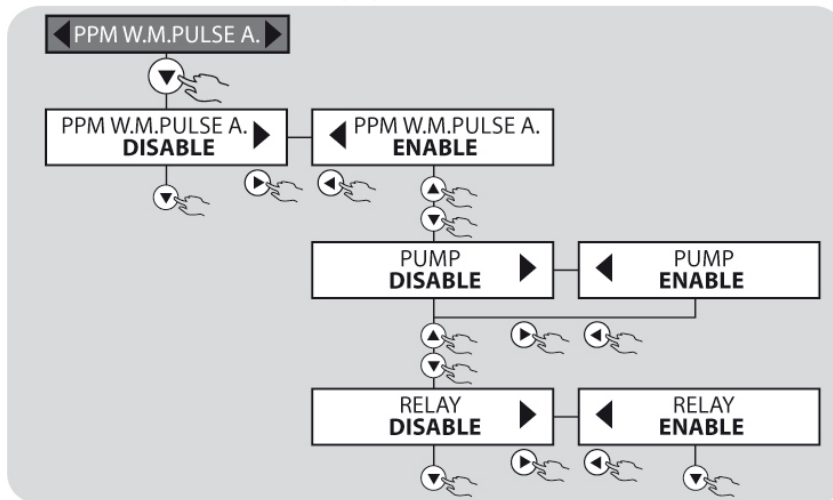 PPM W.M.PULSE A.
PPM W.M.PULSE A.
DISABLE
PPM W.M.PULSE A.
ENABLE
PUMP
DISABLE
PUMP
ENABLE
RELAY
DISABLE
RELAY
ENABLE